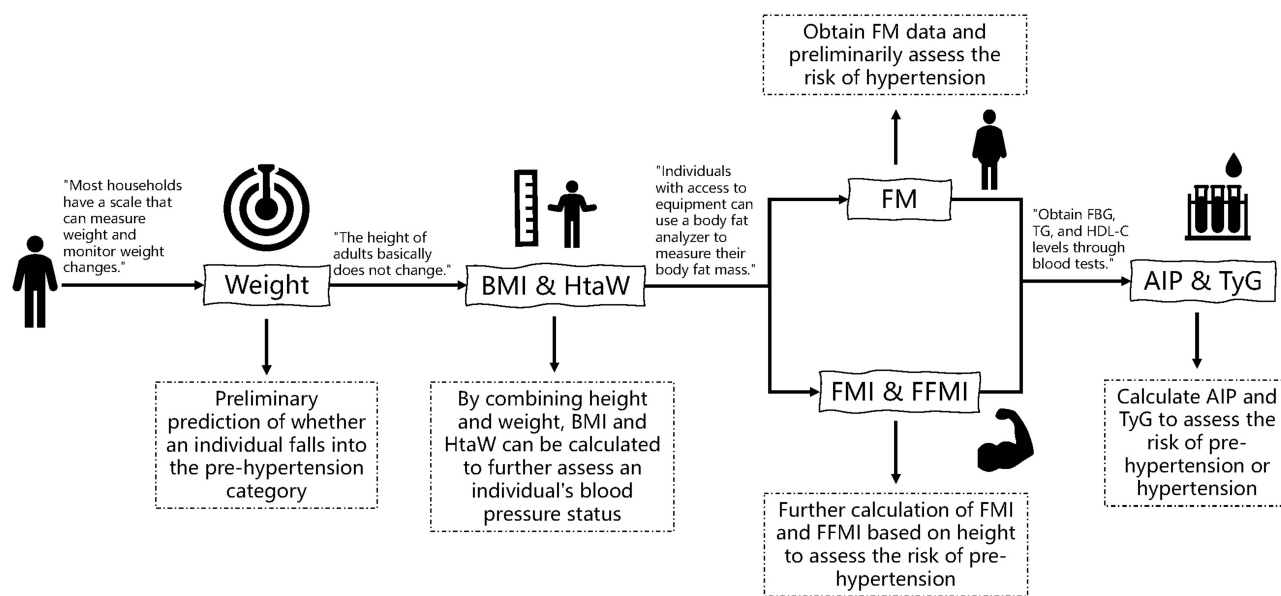 "Most households
have a scale that
can measure
weight and
monitor weight
changes."
Weight
Preliminary
prediction of whether
an individual falls into
the pre-hypertension
category
"The height of
adults basically
does not change."
BMI & HtaW
By combining height
and weight, BMI and
HtaW can be calculated
to further assess an
individual's blood
pressure status
"Individuals
with access to
equipment can
use a body fat
analyzer to
measure their
body fat mass."
Obtain FM data and
preliminarily assess the
risk of hypertension
FM
FMI & FFMI
Further calculation of FMI
and FFMI based on height
to assess the risk of pre-
hypertension
"Obtain FBG,
TG, and HDL-C
levels through
blood tests."
AIP & TyG
Calculate AIP and
TyG to assess the
risk of pre-
hypertension or
hypertension